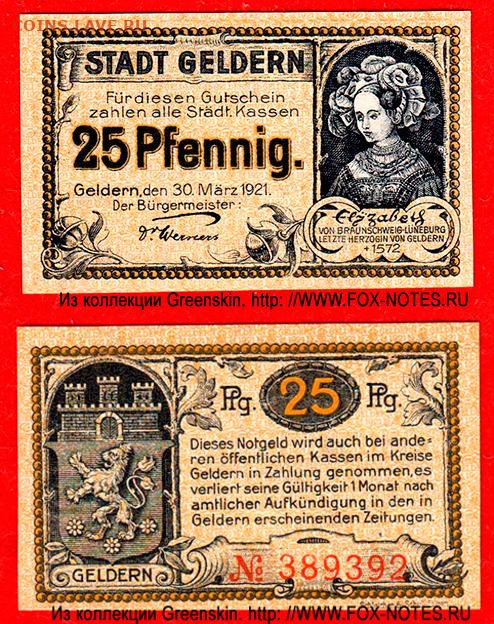 COINS.LAVE.RU
STADT GELDERN
Für diesen Gutschein
zahlen alle Städt. Kassen
25 Pfennig.
Geldern, den 30. März 1921.
Der Bürgermeister:
Dr. Werners
Elizabeth
VON BRAUNSCHWEIG-LÜNEBURG
LETZTE HERZOGIN VON GELDERN
+ 1572
Из коллекции Greenskin, http: //WWW.FOX-NOTES.RU
Pfg. 25 Pfg.
Dieses Notgeld wird auch bei ande=
ren öffentlichen Kassen im Kreise
Geldern in Zahlung genommen, es
verliert seine Gültigkeit 1 Monat nach
amtlicher Aufkündigung in den in
Geldern erscheinenden Zeitungen.
GELDERN
№ 389392
Из коллекции Greenskin, http: //WWW.FOX-NOTES.RU